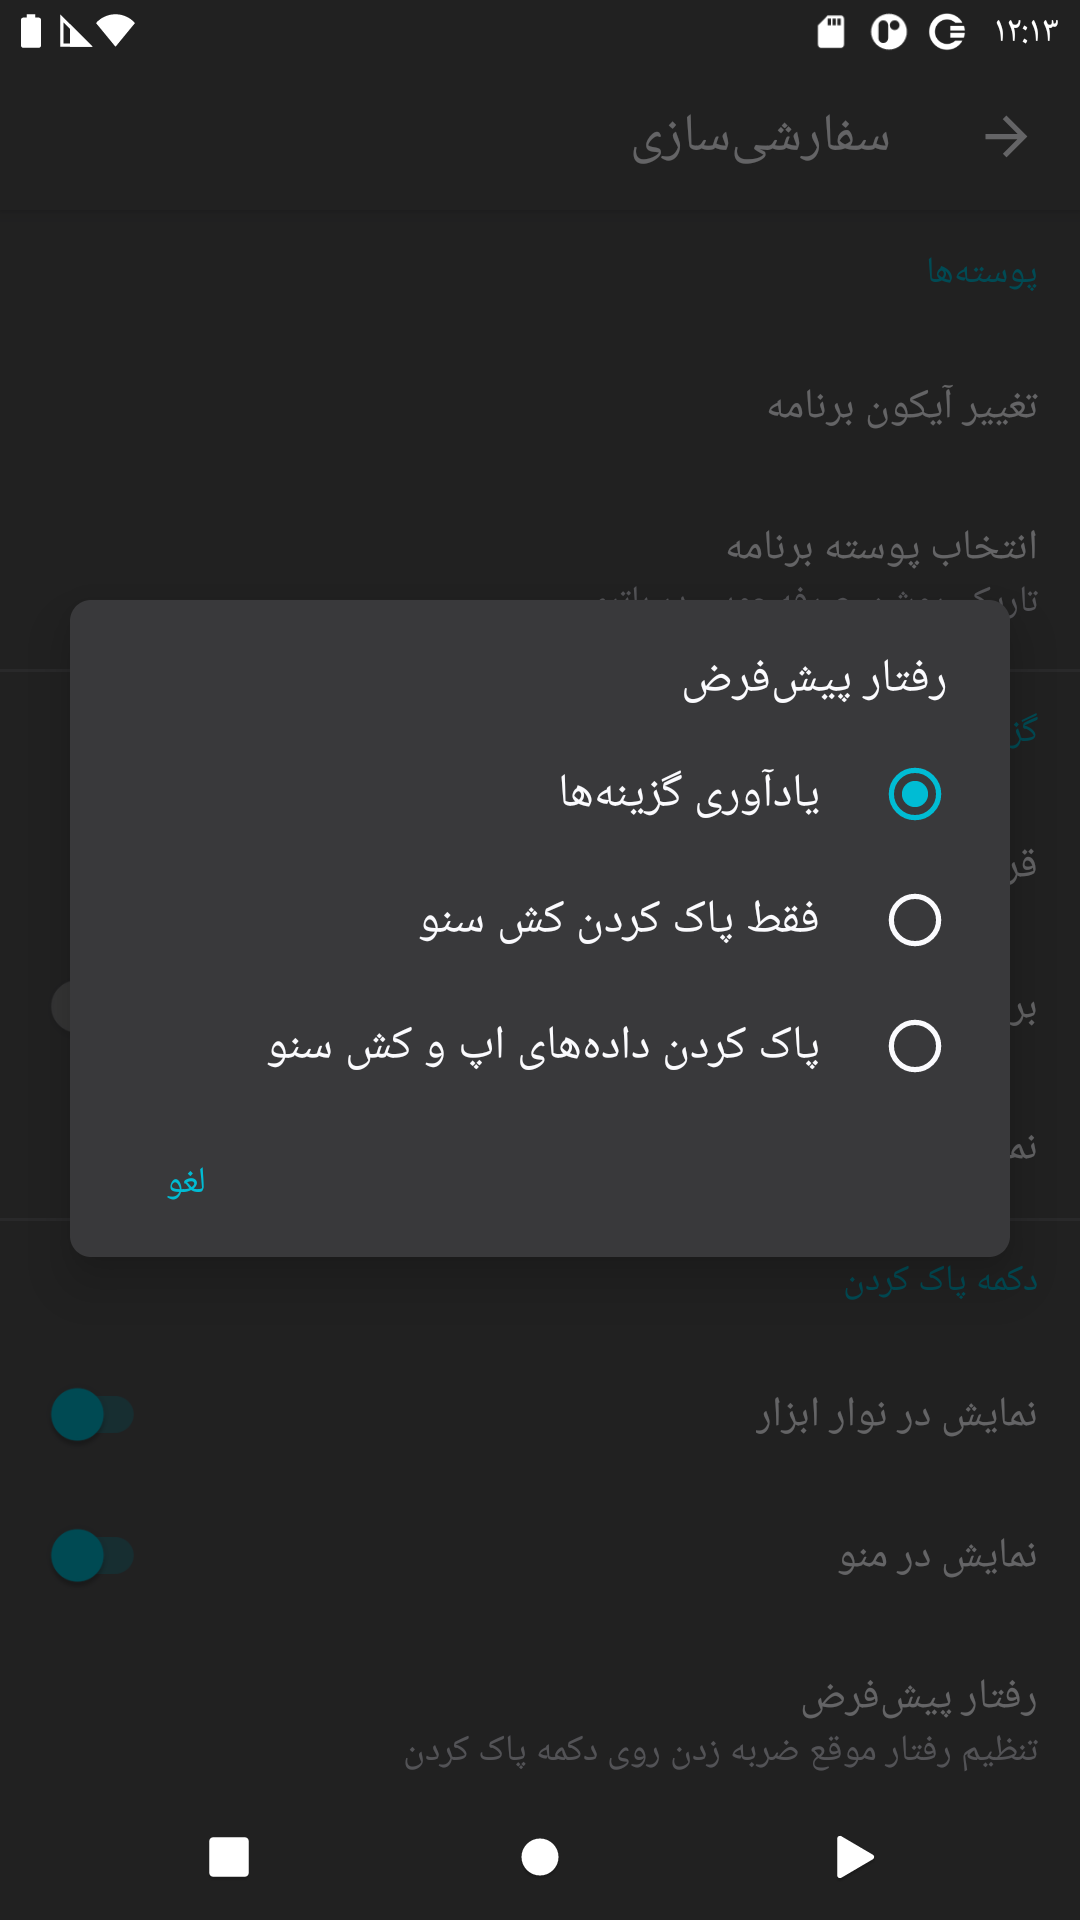 ۱۲:۱۳
سفارشی‌سازی
پوسته‌ها
تغییر آیکون برنامه
انتخاب پوسته برنامه
رفتار پیش‌فرض
یادآوری گزینه‌ها
فقط پاک کردن کش سنو
پاک کردن داده‌های اپ و کش سنو
لغو
دکمه پاک کردن
نمایش در نوار ابزار
نمایش در منو
رفتار پیش‌فرض
تنظیم رفتار موقع ضربه زدن روی دکمه پاک کردن